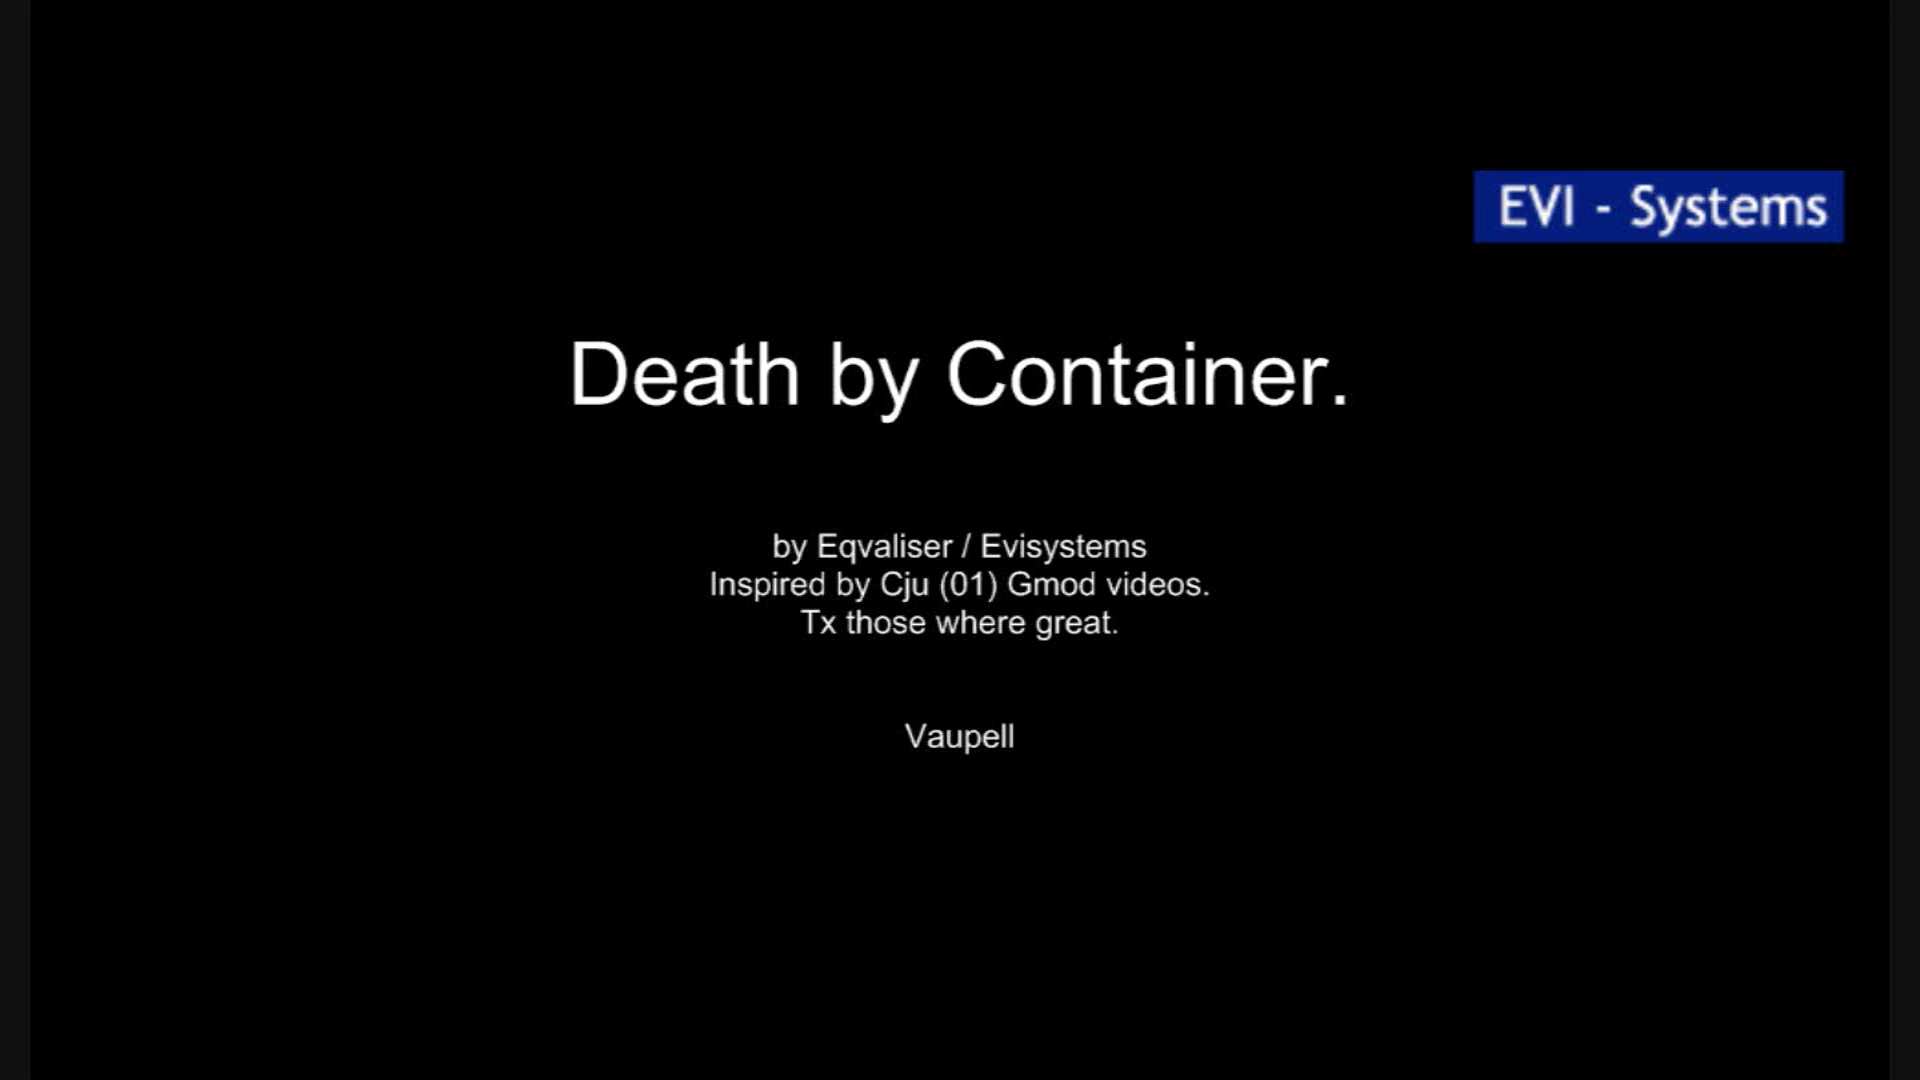 EVI - Systems
Death by Container.
by Eqvaliser / Evisystems
Inspired by Cju (01) Gmod videos.
Tx those where great.
Vaupell